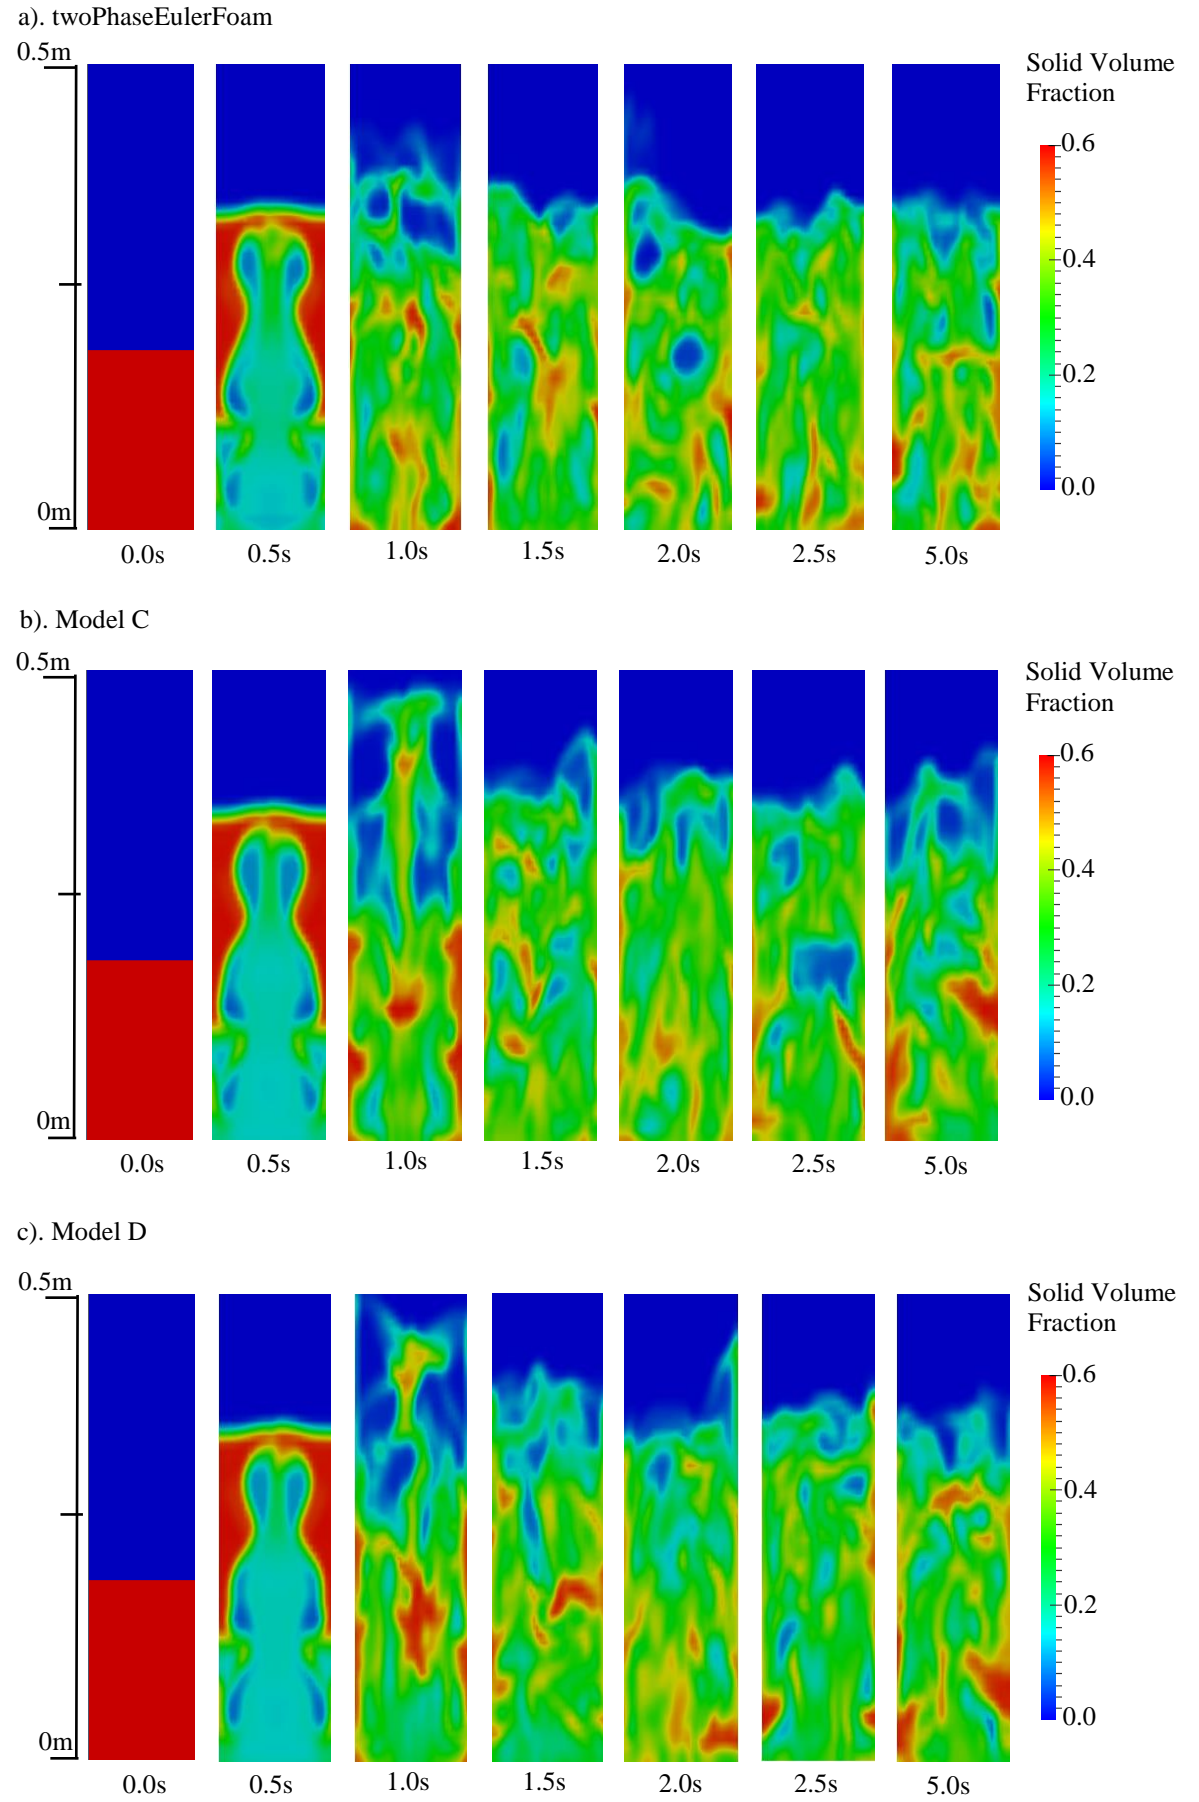 a). twoPhaseEulerFoam
0.5m
0m
Solid Volume
Fraction
0.6
0.4
0.2
0.0
0.0s
0.5s
1.0s
1.5s
2.0s
2.5s
5.0s
b). Model C
0.5m
0m
Solid Volume
Fraction
0.6
0.4
0.2
0.0
0.0s
0.5s
1.0s
1.5s
2.0s
2.5s
5.0s
c). Model D
0.5m
0m
Solid Volume
Fraction
0.6
0.4
0.2
0.0
0.0s
0.5s
1.0s
1.5s
2.0s
2.5s
5.0s